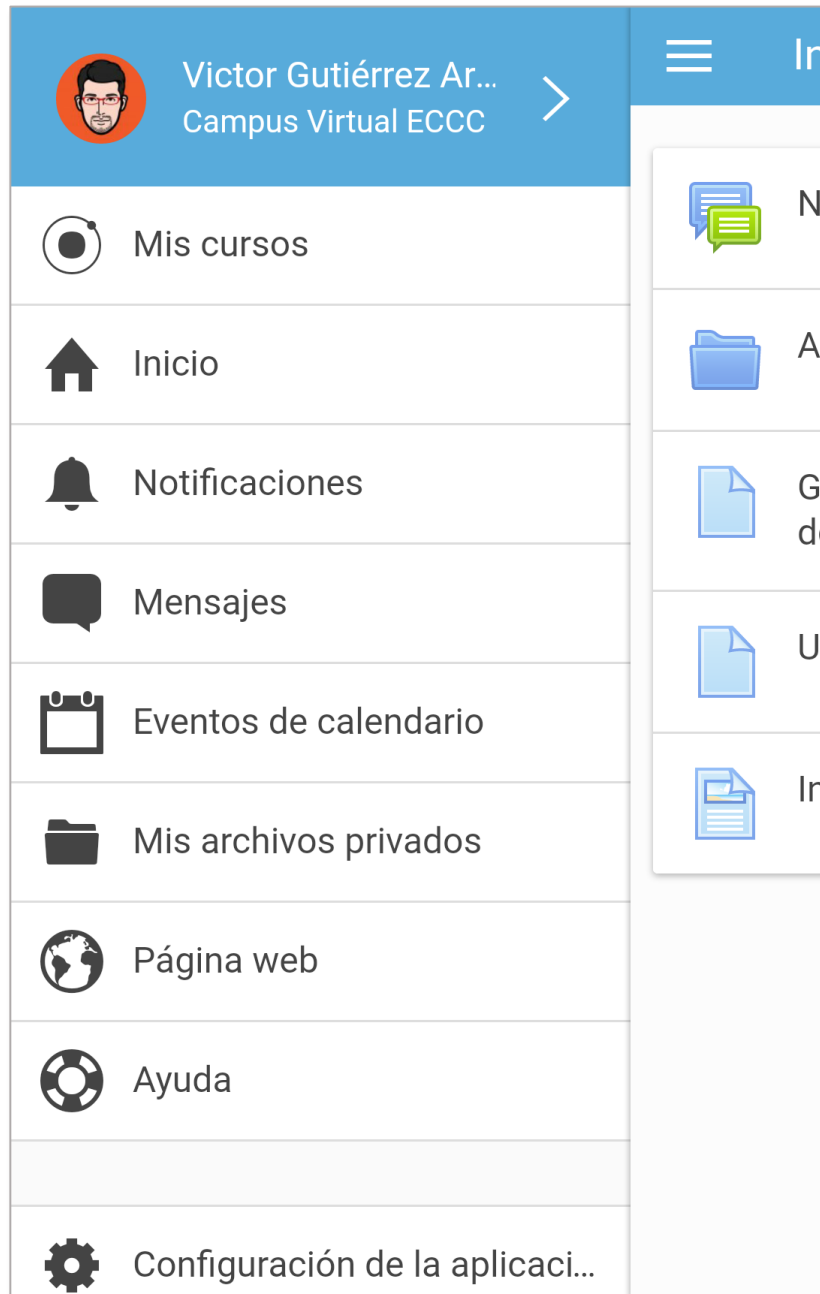 Victor Gutiérrez Ar...
Campus Virtual ECCC
Mis cursos
Inicio
Notificaciones
Mensajes
Eventos de calendario
Mis archivos privados
Página web
Ayuda
Configuración de la aplicaci...